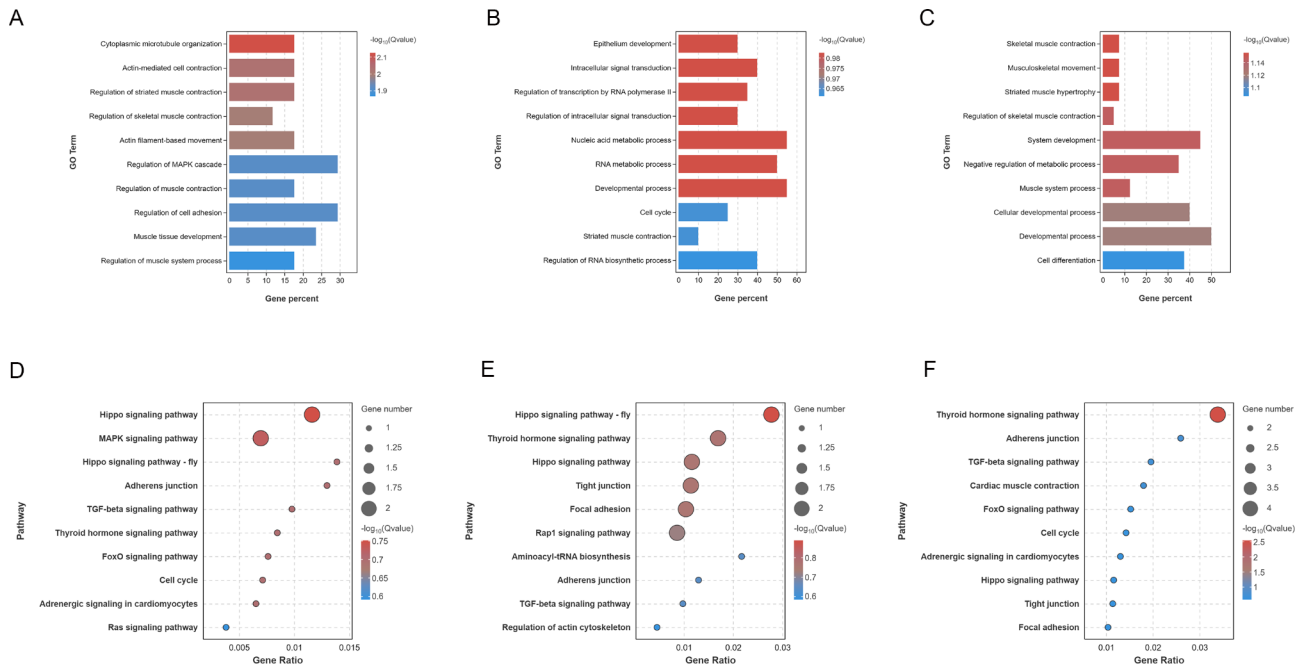 A
Cytoplasmic microtubule organization
Actin-mediated cell contraction
Regulation of striated muscle contraction
Regulation of skeletal muscle contraction
Actin filament-based movement
Regulation of MAPK cascade
Regulation of muscle contraction
Regulation of cell adhesion
Muscle tissue development
Regulation of muscle system process
GO Term
0 5 10 15 20 25 30
Gene percent
-log10(Qvalue)
2.1
2
1.9
B
Epithelium development
Intracellular signal transduction
Regulation of transcription by RNA polymerase II
Regulation of intracellular signal transduction
Nucleic acid metabolic process
RNA metabolic process
Developmental process
Cell cycle
Striated muscle contraction
Regulation of RNA biosynthetic process
GO Term
0 10 20 30 40 50 60
Gene percent
-log10(Qvalue)
0.98
0.975
0.97
0.965
C
Skeletal muscle contraction
Musculoskeletal movement
Striated muscle hypertrophy
Regulation of skeletal muscle contraction
System development
Negative regulation of metabolic process
Muscle system process
Cellular developmental process
Developmental process
Cell differentiation
GO Term
0 10 20 30 40 50
Gene percent
-log10(Qvalue)
1.14
1.12
1.1
D
Hippo signaling pathway
MAPK signaling pathway
Hippo signaling pathway - fly
Adherens junction
TGF-beta signaling pathway
Thyroid hormone signaling pathway
FoxO signaling pathway
Cell cycle
Adrenergic signaling in cardiomyocytes
Ras signaling pathway
Pathway
0.005 0.01 0.015
Gene Ratio
Gene number
1
1.25
1.5
1.75
2
-log10(Qvalue)
0.75
0.7
0.65
0.6
E
Hippo signaling pathway - fly
Thyroid hormone signaling pathway
Hippo signaling pathway
Tight junction
Focal adhesion
Rap1 signaling pathway
Aminoacyl-tRNA biosynthesis
Adherens junction
TGF-beta signaling pathway
Regulation of actin cytoskeleton
Pathway
0.01 0.02 0.03
Gene Ratio
Gene number
1
1.25
1.5
1.75
2
-log10(Qvalue)
0.8
0.7
0.6
F
Thyroid hormone signaling pathway
Adherens junction
TGF-beta signaling pathway
Cardiac muscle contraction
FoxO signaling pathway
Cell cycle
Adrenergic signaling in cardiomyocytes
Hippo signaling pathway
Tight junction
Focal adhesion
Pathway
0.01 0.02 0.03
Gene Ratio
Gene number
2
2.5
3
3.5
4
-log10(Qvalue)
2.5
2
1.5
1